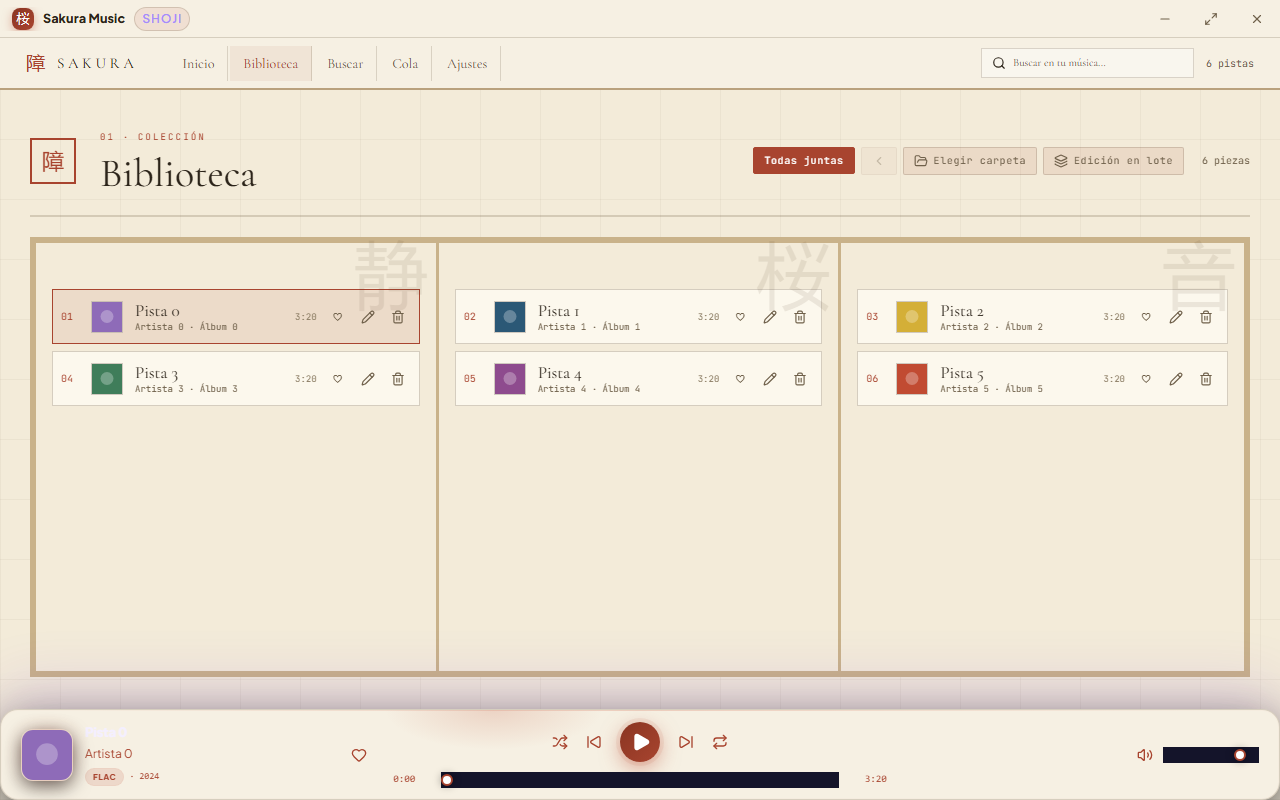 桜 Sakura Music SHOJI
障 SAKURA Inicio Biblioteca Buscar Cola Ajustes Buscar en tu música... 6 pistas
障
01 · COLECCIÓN
Biblioteca
Todas juntas Elegir carpeta Edición en lote 6 piezas
静 桜 音
01 Pista 0 3:20
Artista 0 · Álbum 0
02 Pista 1 3:20
Artista 1 · Álbum 1
03 Pista 2 3:20
Artista 2 · Álbum 2
04 Pista 3 3:20
Artista 3 · Álbum 3
05 Pista 4 3:20
Artista 4 · Álbum 4
06 Pista 5 3:20
Artista 5 · Álbum 5
Artista 0
FLAC · 2024
0:00 3:20